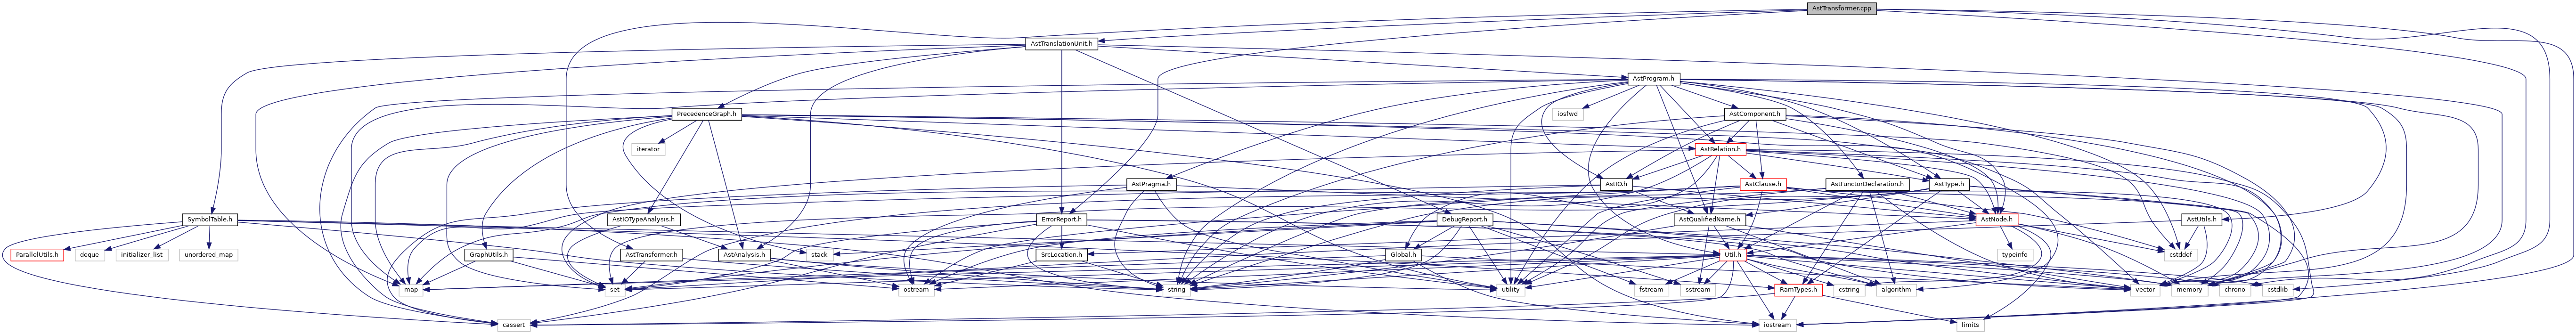 AstTransformer.cpp
AstTranslationUnit.h
AstProgram.h
PrecedenceGraph.h
iosfwd
AstComponent.h
iterator
AstRelation.h
AstPragma.h
AstIO.h
AstClause.h
AstFunctorDeclaration.h
AstType.h
SymbolTable.h
AstIOTypeAnalysis.h
ErrorReport.h
DebugReport.h
AstQualifiedName.h
AstNode.h
AstUtils.h
ParallelUtils.h
deque
initializer_list
unordered_map
GraphUtils.h
AstTransformer.h
AstAnalysis.h
stack
SrcLocation.h
Global.h
Util.h
typeinfo
cstddef
map
set
ostream
string
utility
fstream
sstream
RamTypes.h
cstring
algorithm
vector
memory
chrono
cstdlib
cassert
iostream
limits